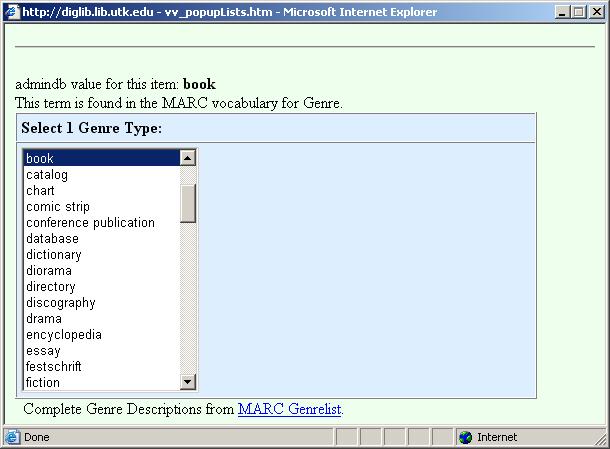 http://diglib.lib.utk.edu - vv_popupLists.htm - Microsoft Internet Explorer
admindb value for this item: book
This term is found in the MARC vocabulary for Genre.
Select 1 Genre Type:
book
catalog
chart
comic strip
conference publication
database
dictionary
diorama
directory
discography
drama
encyclopedia
essay
festschrift
fiction
Complete Genre Descriptions from MARC Genrelist.
Done Internet